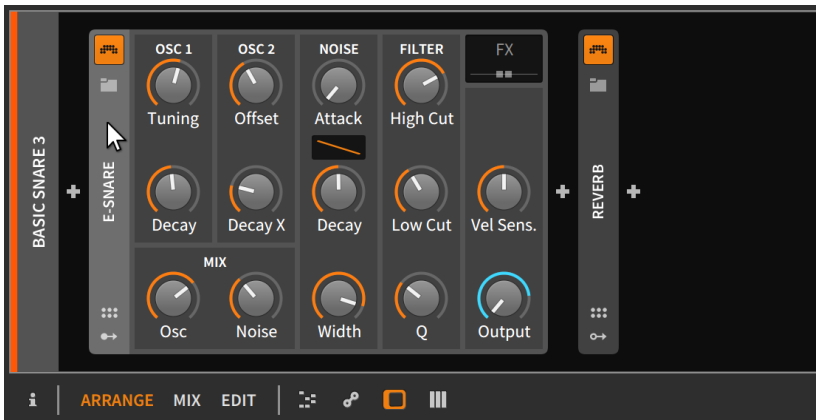 BASIC SNARE 3
E-SNARE
OSC 1 OSC 2 NOISE FILTER FX
Tuning Offset Attack High Cut
Decay Decay X Decay Low Cut Vel Sens.
MIX
Osc Noise Width Q Output
REVERB
i ARRANGE MIX EDIT